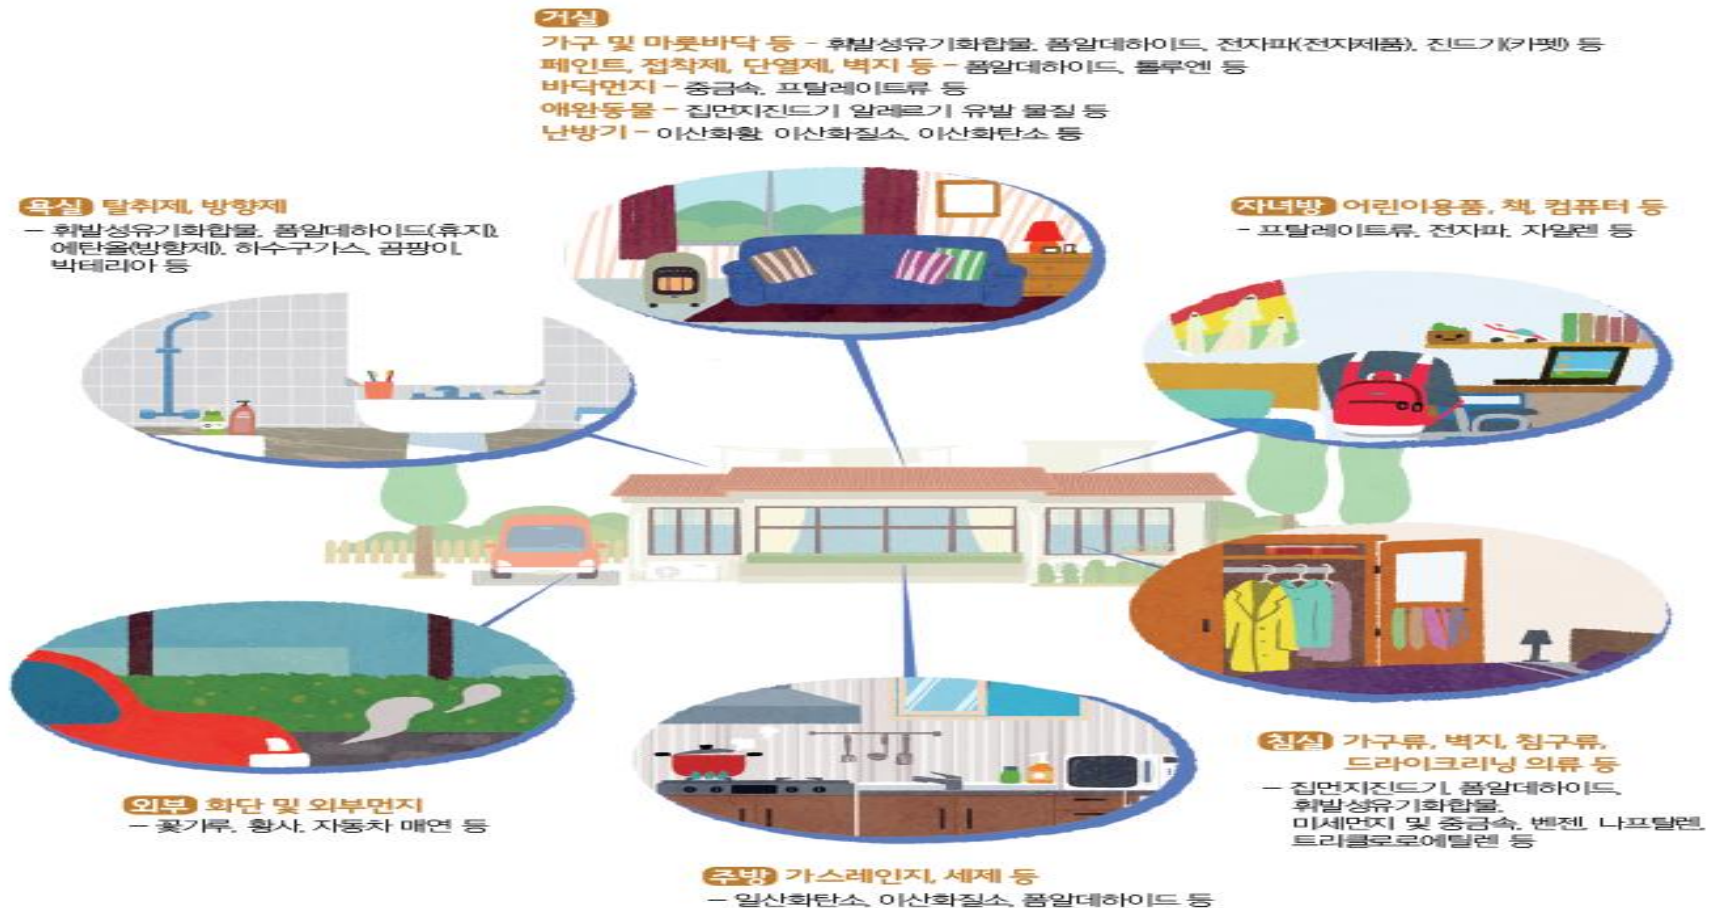 거실
가구 및 마룻바닥 등 - 휘발성유기화합물, 폼알데하이드, 전자파(전자제품), 진드기(카펫) 등
페인트, 접착제, 단열제, 벽지 등 - 폼알데하이드, 톨루엔 등
바닥먼지 - 중금속, 프탈레이트류 등
애완동물 - 집먼지진드기 알레르기 유발 물질 등
난방기 - 이산화황, 이산화질소, 이산화탄소 등
욕실 탈취제, 방향제
- 휘발성유기화합물, 폼알데하이드(휴지),
에탄올(방향제), 하수구가스, 곰팡이,
박테리아 등
자녀방 어린이용품, 책, 컴퓨터 등
- 프탈레이트류, 전자파, 자일렌 등
외부 화단 및 외부먼지
- 꽃가루, 황사, 자동차 매연 등
침실 가구류, 벽지, 침구류,
드라이크리닝 의류 등
- 집먼지진드기, 폼알데하이드,
휘발성유기화합물,
미세먼지 및 중금속, 벤젠, 나프탈렌,
트리클로로에틸렌 등
주방 가스레인지, 세제 등
- 일산화탄소, 이산화질소, 폼알데하이드 등